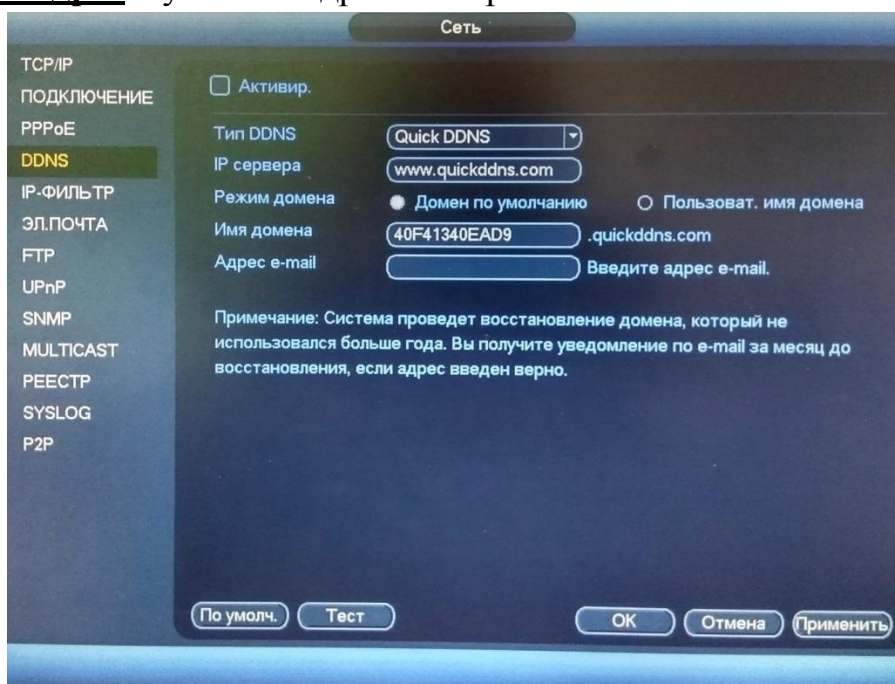 Сеть
TCP/IP
ПОДКЛЮЧЕНИЕ
PPPoE
DDNS
IP-ФИЛЬТР
ЭЛ.ПОЧТА
FTP
UPnP
SNMP
MULTICAST
РЕЕСТР
SYSLOG
P2P
Активир.
Тип DDNS Quick DDNS
IP сервера www.quickddns.com
Режим домена Домен по умолчанию Пользоват. имя домена
Имя домена 40F41340EAD9 .quickddns.com
Адрес e-mail Введите адрес e-mail.
Примечание: Система проведет восстановление домена, который не
использовался больше года. Вы получите уведомление по e-mail за месяц до
восстановления, если адрес введен верно.
По умолч. Тест OK Отмена Применить